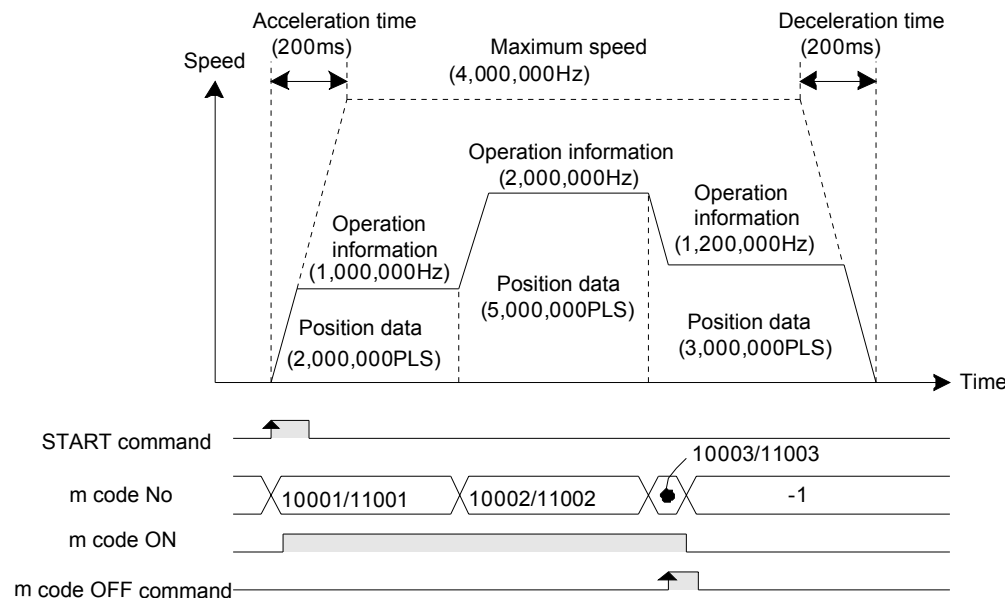 Acceleration time
(200ms)
Deceleration time
(200ms)
Maximum speed
(4,000,000Hz)
Speed
Operation information
(2,000,000Hz)
Operation
information
(1,000,000Hz)
Operation
information
(1,200,000Hz)
Position data
(2,000,000PLS)
Position data
(5,000,000PLS)
Position data
(3,000,000PLS)
Time
START command
10003/11003
m code No
10001/11001
10002/11002
-1
m code ON
m code OFF command